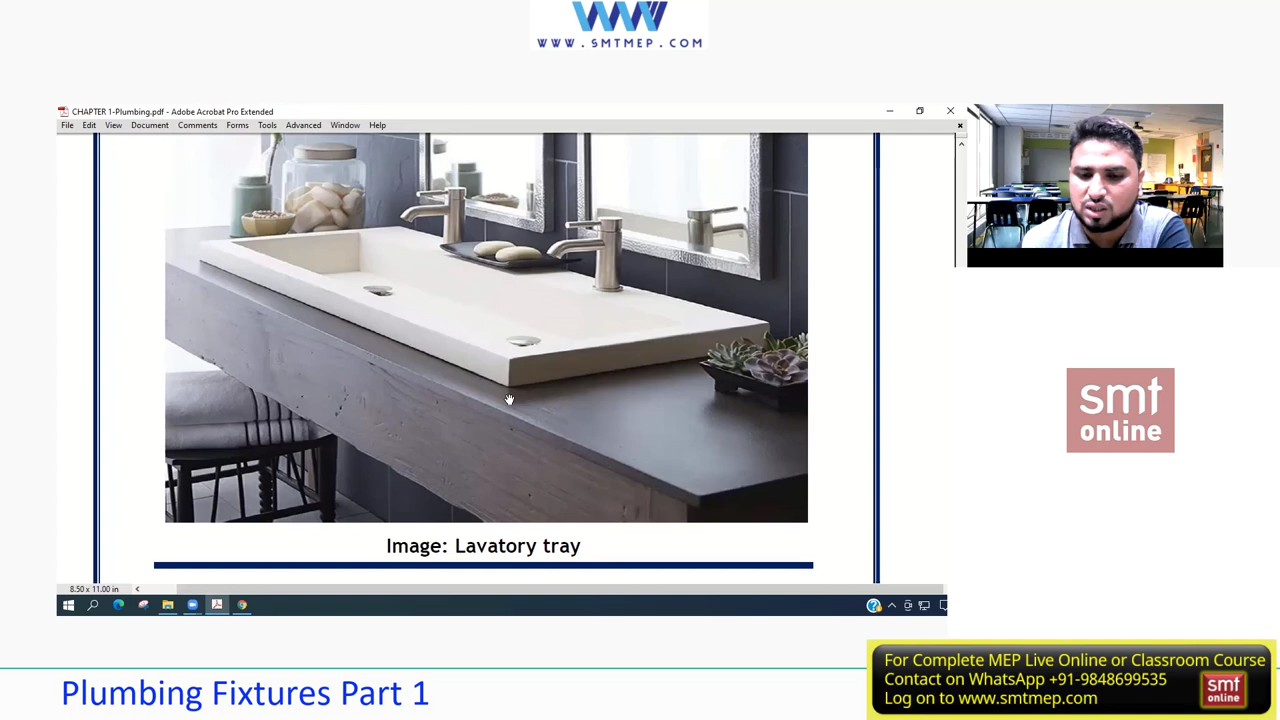 WWW.SMTMEP.COM
CHAPTER 1-Plumbing.pdf - Adobe Acrobat Pro Extended
File Edit View Document Comments Forms Tools Advanced Window Help
Image: Lavatory tray
8.50 x 11.00 in
smt
online
Plumbing Fixtures Part 1
For Complete MEP Live Online or Classroom Course
Contact on WhatsApp +91-9848699535
Log on to www.smtmep.com
smt
online